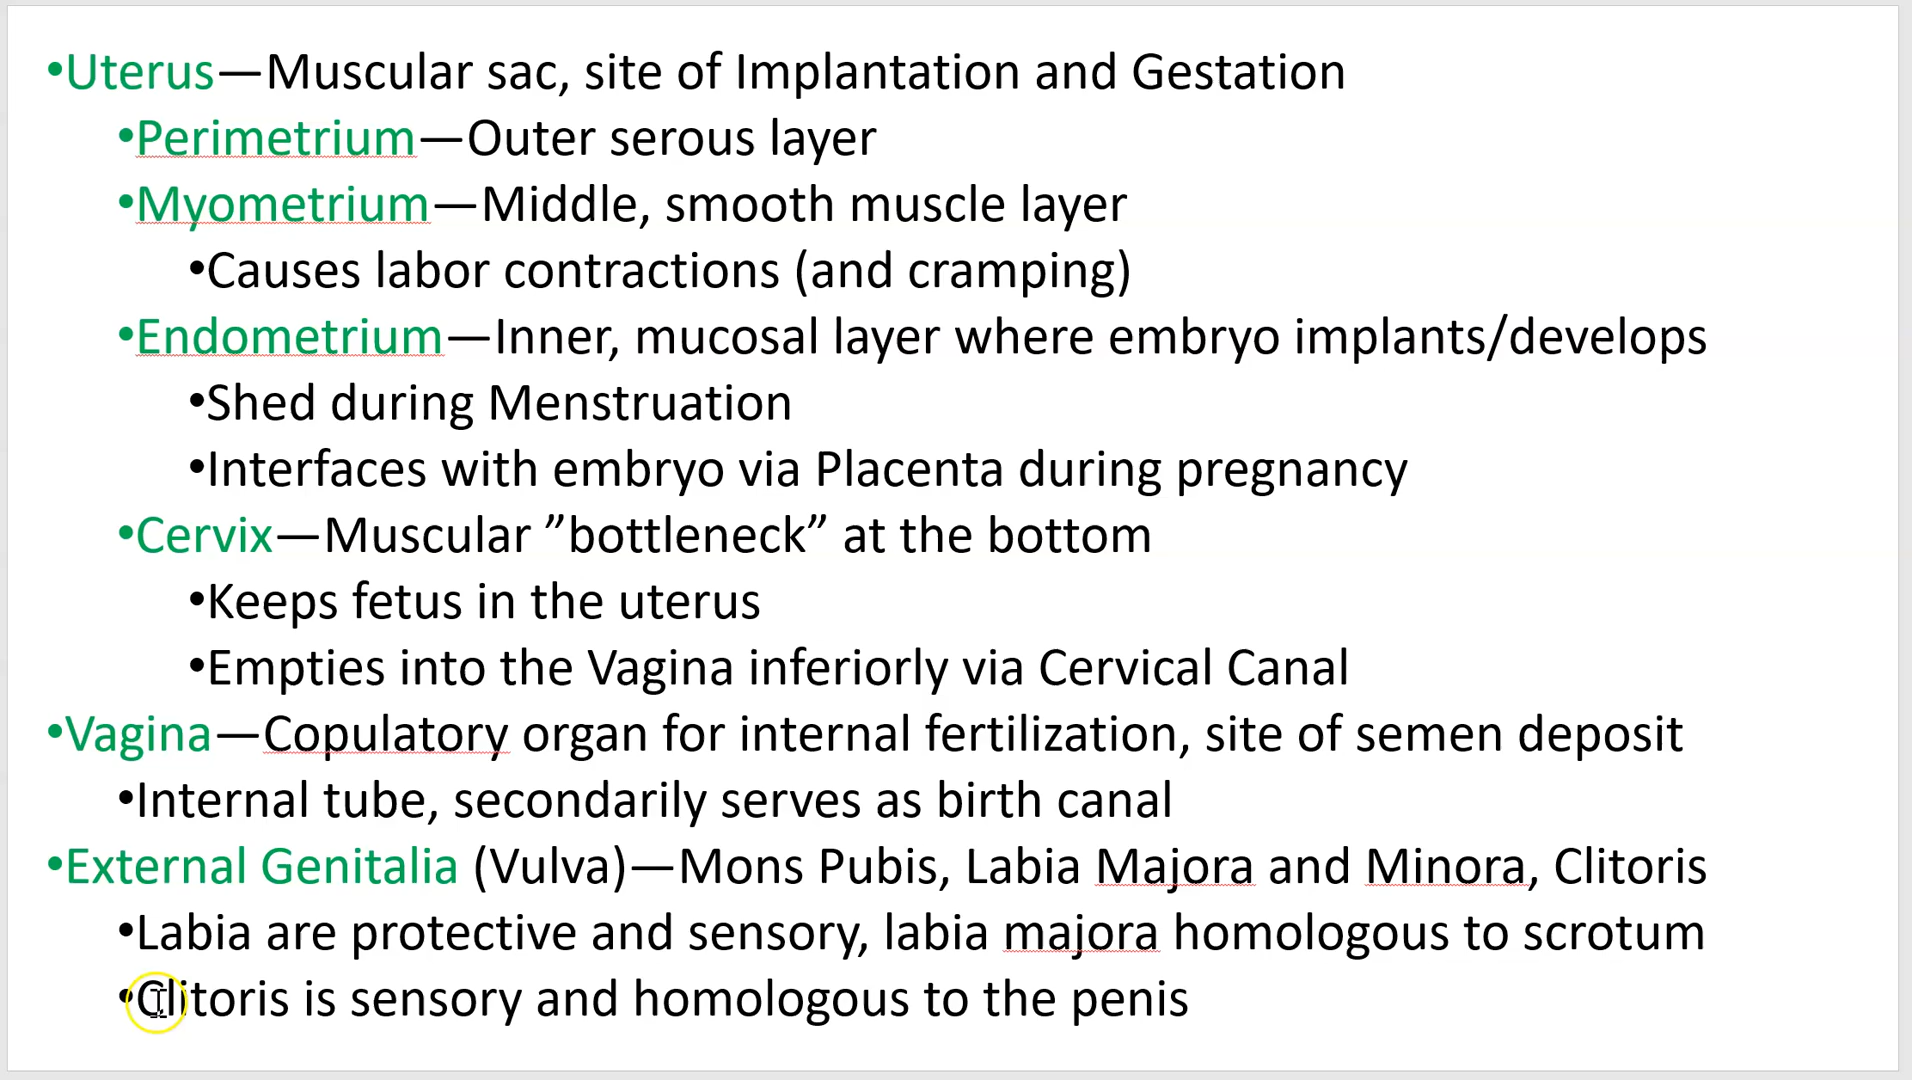 •Uterus—Muscular sac, site of Implantation and Gestation
•Perimetrium—Outer serous layer
•Myometrium—Middle, smooth muscle layer
•Causes labor contractions (and cramping)
•Endometrium—Inner, mucosal layer where embryo implants/develops
•Shed during Menstruation
•Interfaces with embryo via Placenta during pregnancy
•Cervix—Muscular ”bottleneck” at the bottom
•Keeps fetus in the uterus
•Empties into the Vagina inferiorly via Cervical Canal
•Vagina—Copulatory organ for internal fertilization, site of semen deposit
•Internal tube, secondarily serves as birth canal
•External Genitalia (Vulva)—Mons Pubis, Labia Majora and Minora, Clitoris
•Labia are protective and sensory, labia majora homologous to scrotum
•Clitoris is sensory and homologous to the penis